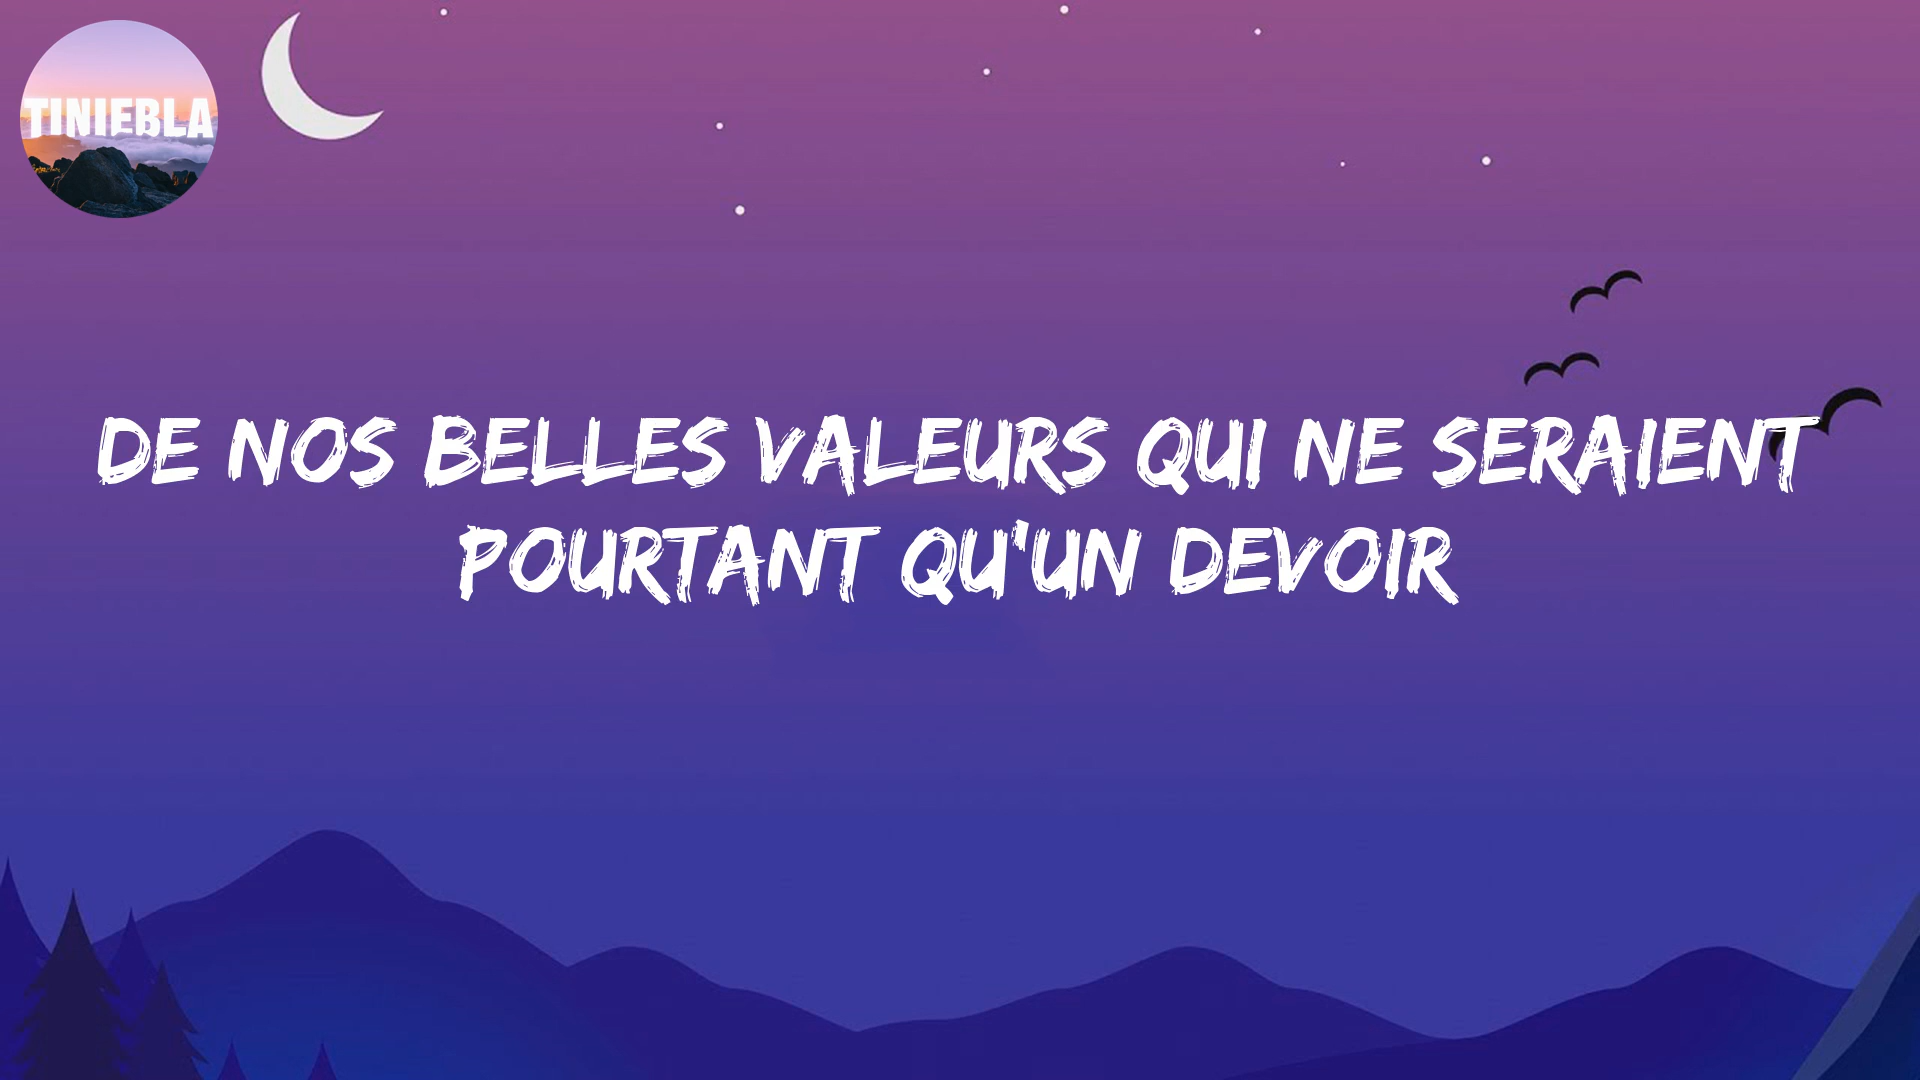 TINIEBLA
DE NOS BELLES VALEURS QUI NE SERAIENT
POURTANT QU'UN DEVOIR